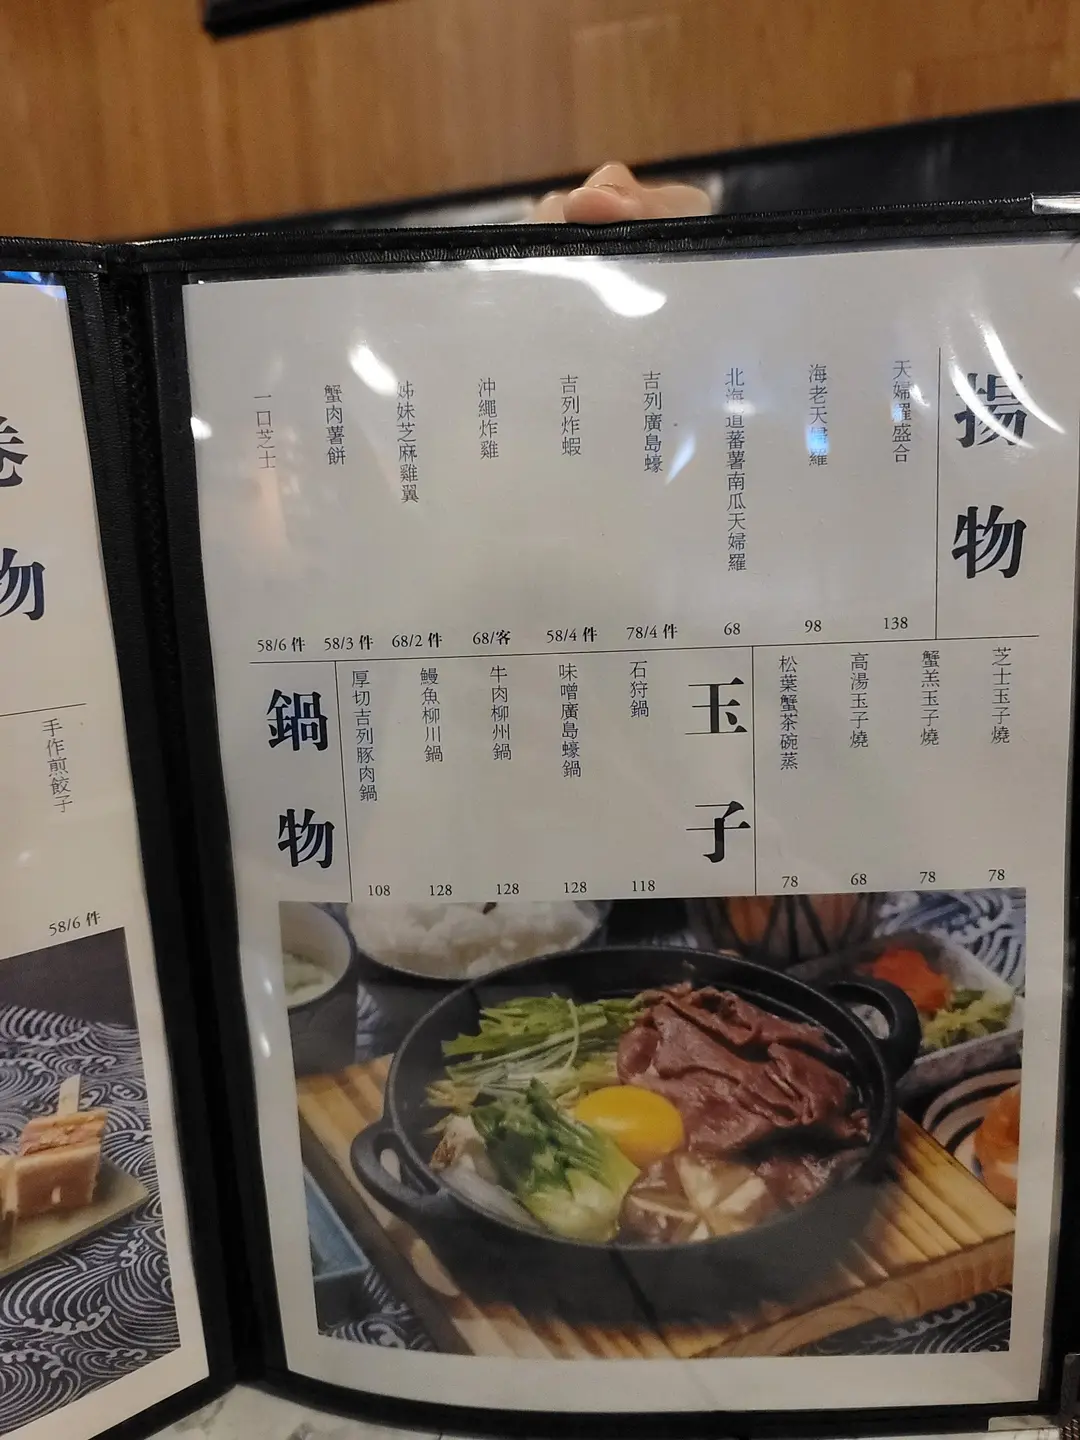 揚物
天婦羅盛合
138
海老天婦羅
98
北海道蕃薯南瓜天婦羅
68
吉列廣島蠔
78/4 件
吉列炸蝦
58/4 件
沖繩炸雞
68/客
姊妹芝麻雞翼
68/2 件
蟹肉薯餅
58/3 件
一口芝士
58/6 件
芝士玉子燒
78
蟹羔玉子燒
78
高湯玉子燒
68
松葉蟹茶碗蒸
78
玉子
石狩鍋
118
味噌廣島蠔鍋
128
牛肉柳州鍋
128
鰻魚柳川鍋
128
厚切吉列豚肉鍋
108
鍋物
卷物
手作煎餃子
58/6 件